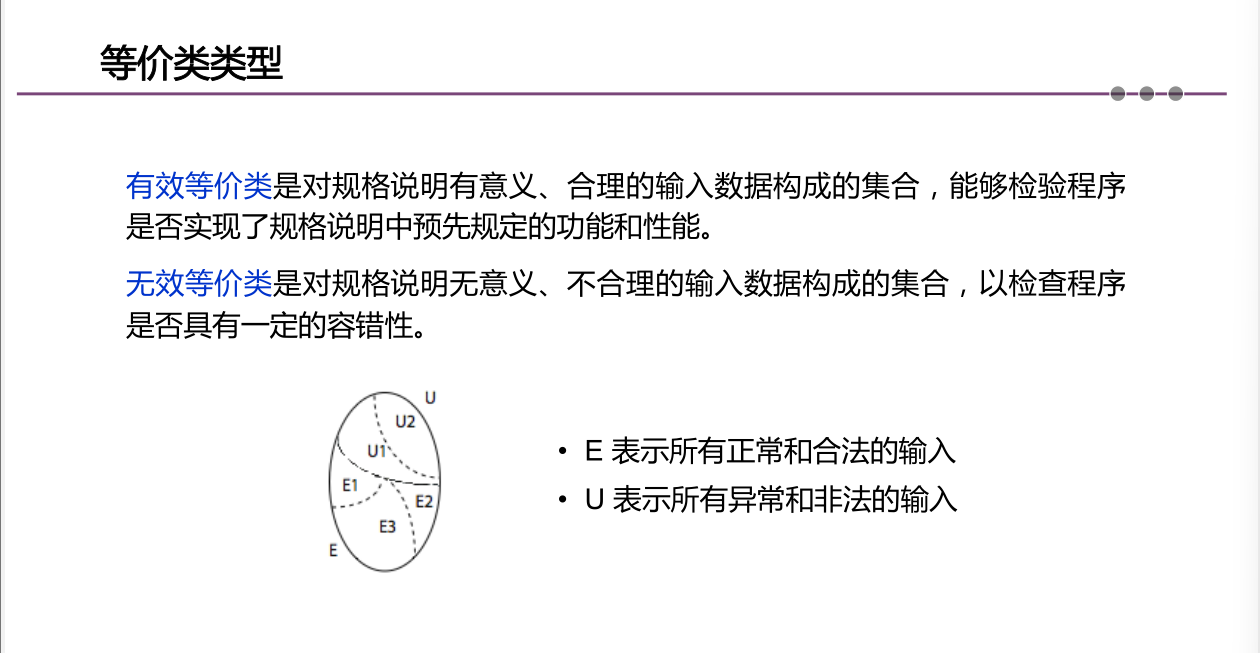 等价类类型
有效等价类是对规格说明有意义、合理的输入数据构成的集合，能够检验程序
是否实现了规格说明中预先规定的功能和性能。
无效等价类是对规格说明无意义、不合理的输入数据构成的集合，以检查程序
是否具有一定的容错性。
U
U2
U1
E1
E2
E3
E
• E 表示所有正常和合法的输入
• U 表示所有异常和非法的输入